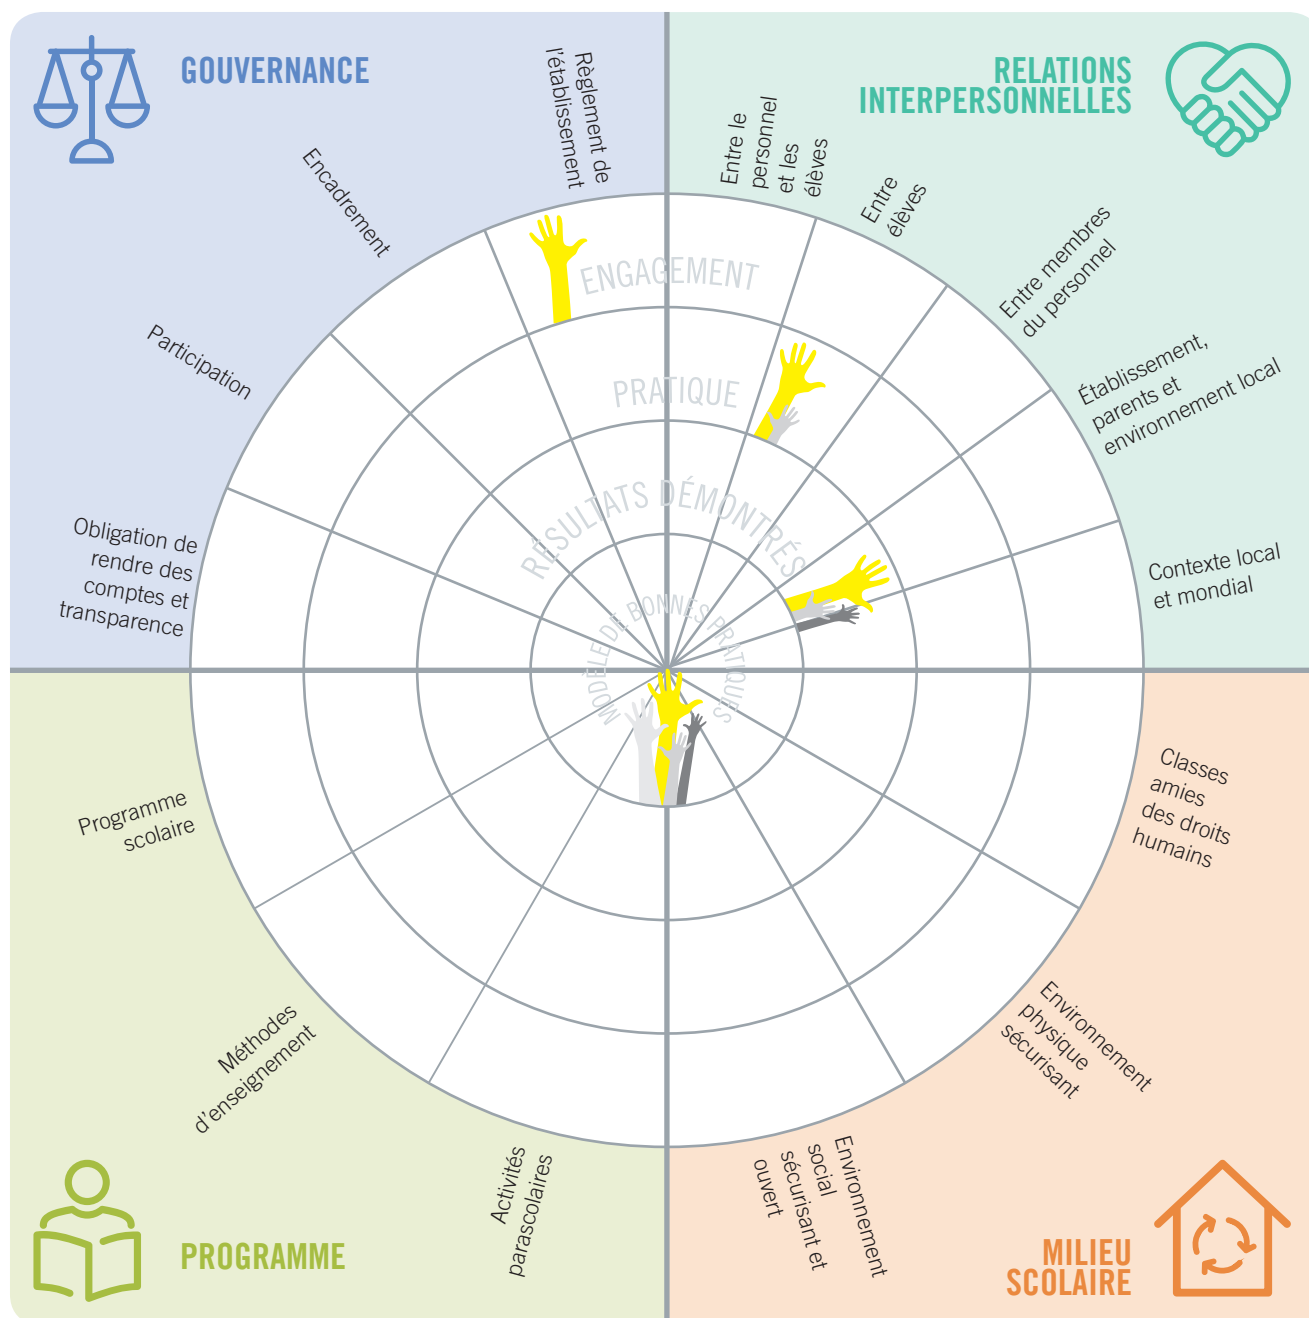 GOUVERNANCE
Règlement de
l'établissement
Encadrement
Participation
Obligation de
rendre des
comptes et
transparence
RELATIONS
INTERPERSONNELLES
Entre le
personnel
et les
élèves
Entre
élèves
Entre membres
du personnel
Établissement,
parents et
environnement local
Contexte local
et mondial
ENGAGEMENT
PRATIQUE
RÉSULTATS DÉMONTRÉS
MODÈLE DE BONNES PRATIQUES
Programme
scolaire
Méthodes
d'enseignement
Activités
parascolaires
PROGRAMME
Classes
amies
des droits
humains
Environnement
physique
sécurisant
Environnement
social
sécurisant et
ouvert
MILIEU
SCOLAIRE